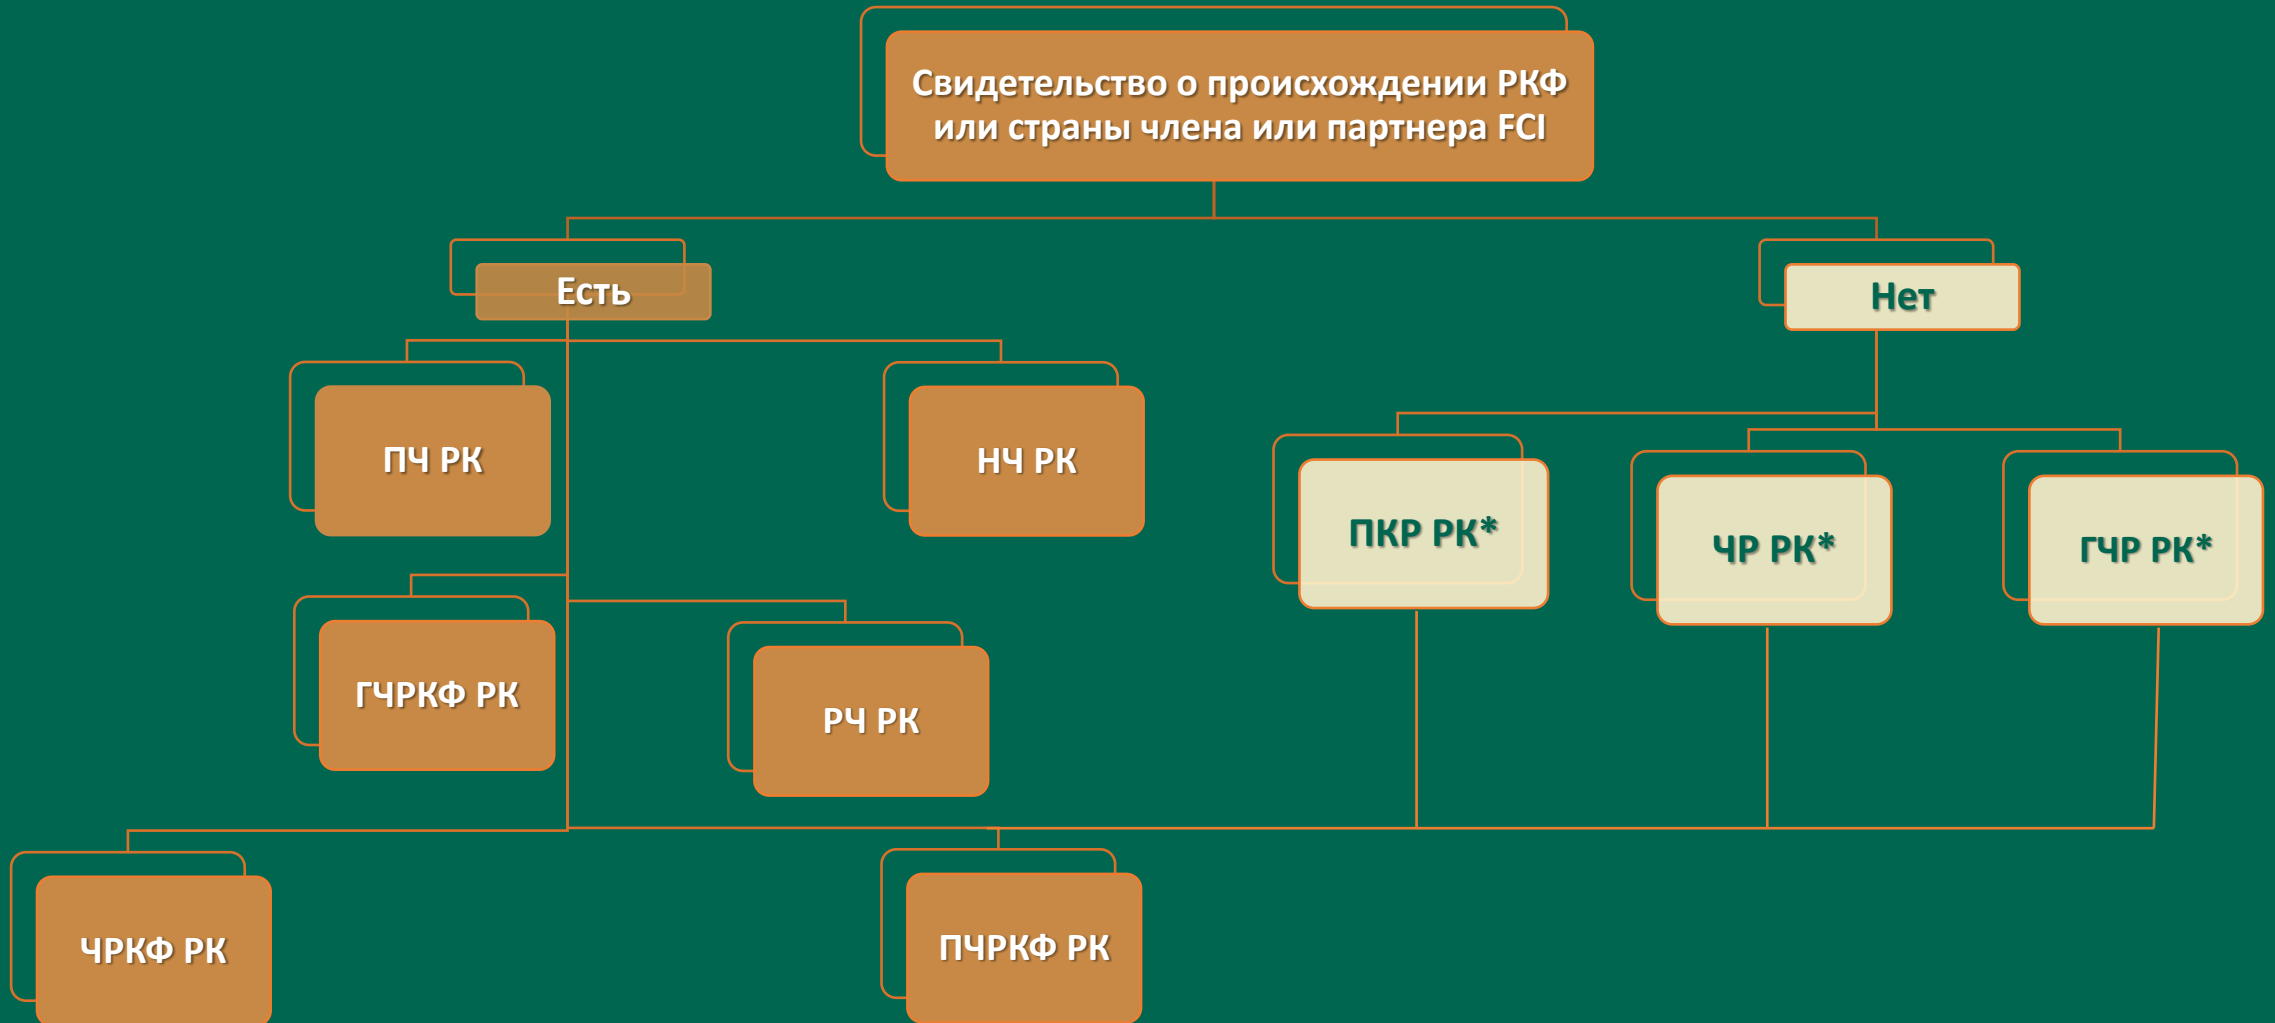 Свидетельство о происхождении РКФ
или страны члена или партнера FCI
Есть
Нет
ПЧ РК
НЧ РК
ПКР РК*
ЧР РК*
ГЧР РК*
ГЧРКФ РК
РЧ РК
ЧРКФ РК
ПЧРКФ РК